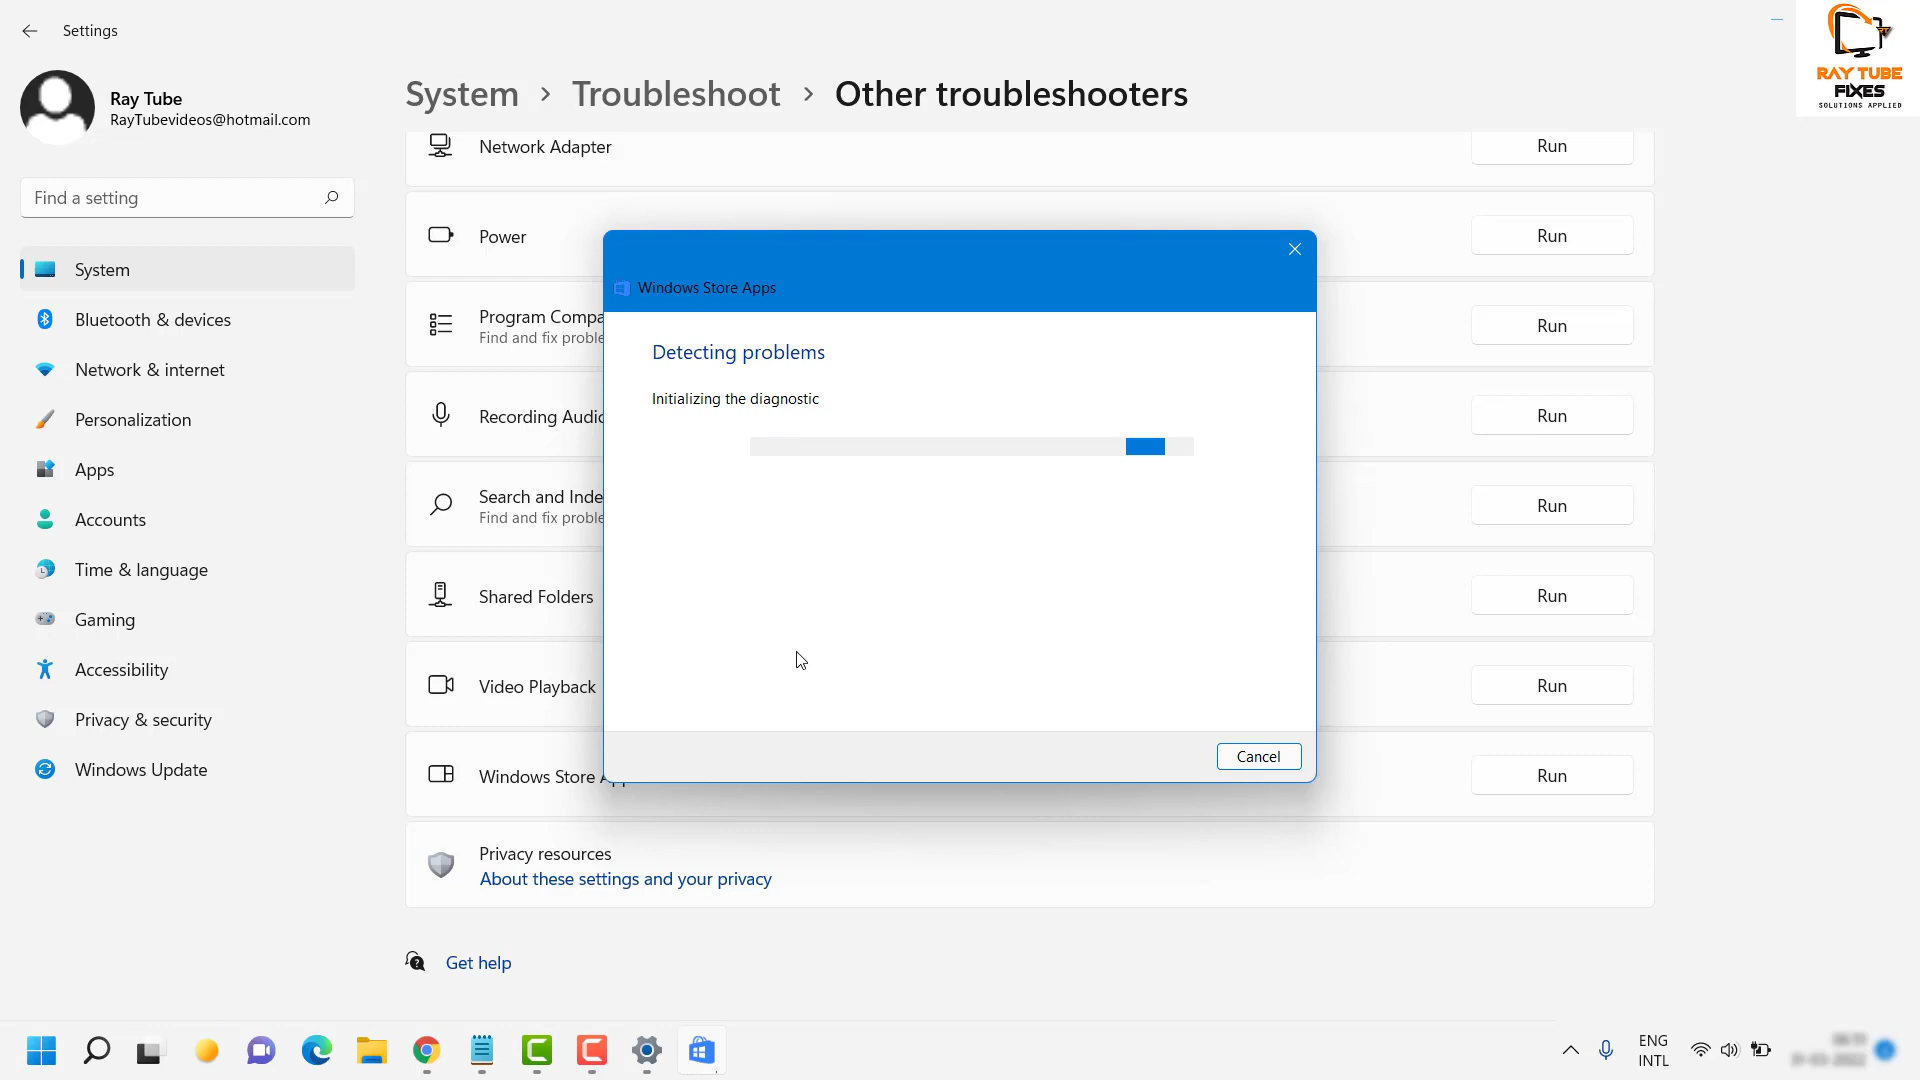 Settings
Ray Tube
RayTubevideos@hotmail.com
Find a setting
System
Bluetooth & devices
Network & internet
Personalization
Apps
Accounts
Time & language
Gaming
Accessibility
Privacy & security
Windows Update
System > Troubleshoot > Other troubleshooters
Network Adapter Run
Power Run
Program Compa Run
Find and fix proble
Recording Audio Run
Search and Inde Run
Find and fix proble
Shared Folders Run
Video Playback Run
Windows Store Run
Privacy resources
About these settings and your privacy
Get help
Windows Store Apps
Detecting problems
Initializing the diagnostic
Cancel
RAY TUBE
FIXES
SOLUTIONS APPLIED
ENG
INTL
31-03-2022